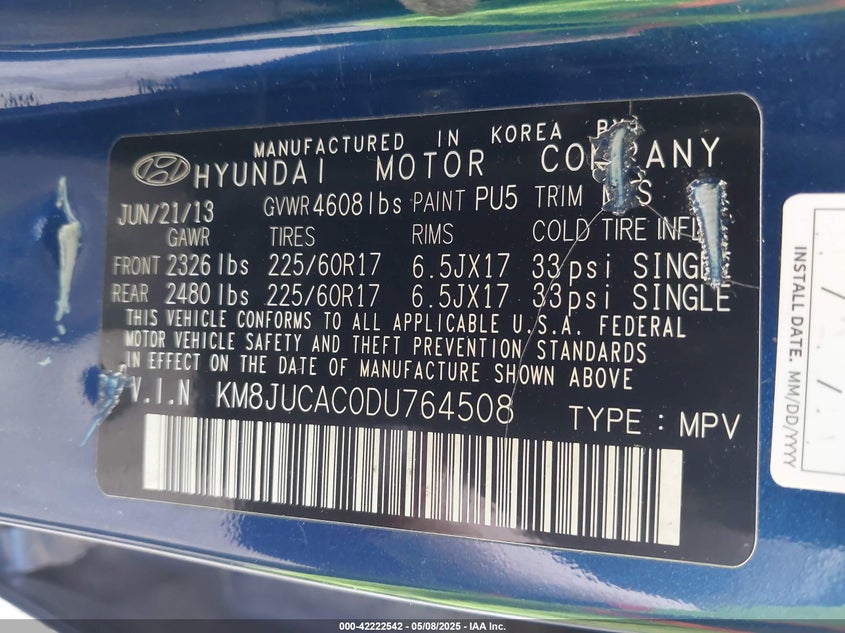 MANUFACTURED IN KOREA BY
HYUNDAI MOTOR COMPANY
JUN/21/13 GVWR 4608 lbs PAINT PU5 TRIM
GAWR TIRES RIMS COLD TIRE INFL
FRONT 2326 lbs 225/60R17 6.5JX17 33psi SINGLE
REAR 2480 lbs 225/60R17 6.5JX17 33psi SINGLE
THIS VEHICLE CONFORMS TO ALL APPLICABLE U.S.A. FEDERAL
MOTOR VEHICLE SAFETY AND THEFT PREVENTION STANDARDS
IN EFFECT ON THE DATE OF MANUFACTURE SHOWN ABOVE
V.I.N KM8JUCAC0DU764508 TYPE : MPV
INSTALL DATE. MM/DD/YYYY
000-42222542 - 05/08/2025 - IAA Inc.